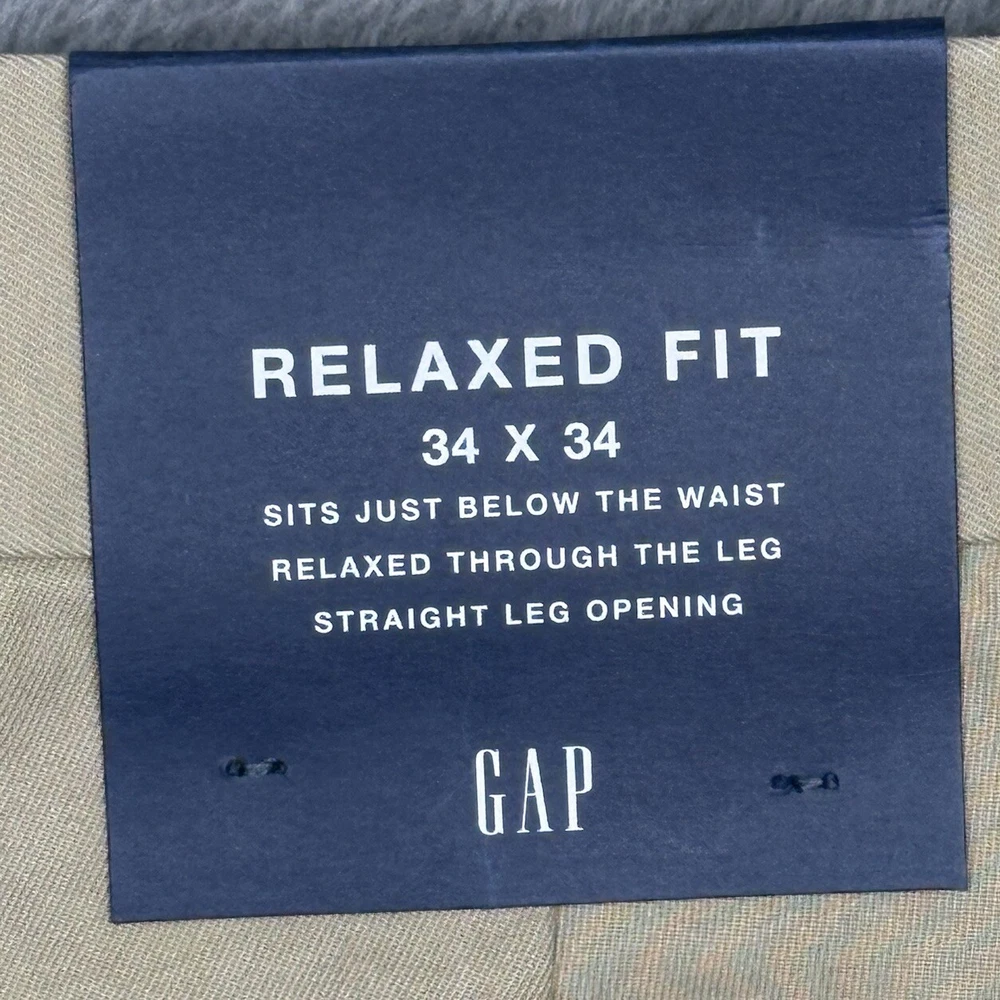 RELAXED FIT
34 X 34
SITS JUST BELOW THE WAIST
RELAXED THROUGH THE LEG
STRAIGHT LEG OPENING
GAP